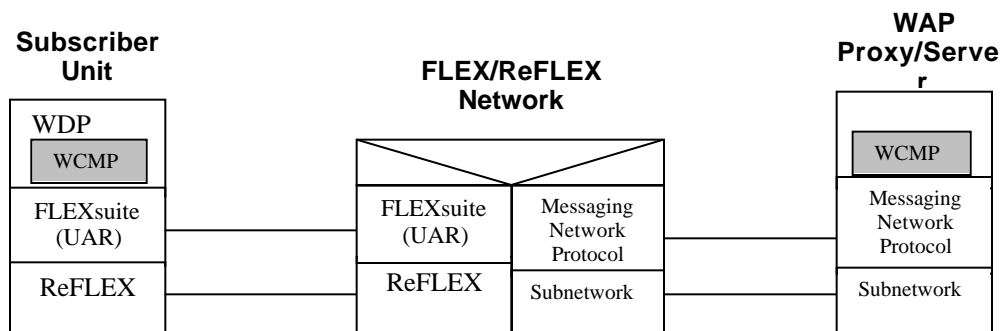 Subscriber
Unit
WDP
WCMP
FLEXsuite
(UAR)
ReFLEX
FLEX/ReFLEX
Network
FLEXsuite
(UAR)
ReFLEX
Messaging
Network
Protocol
Subnetwork
WAP
Proxy/Serve
r
WCMP
Messaging
Network
Protocol
Subnetwork